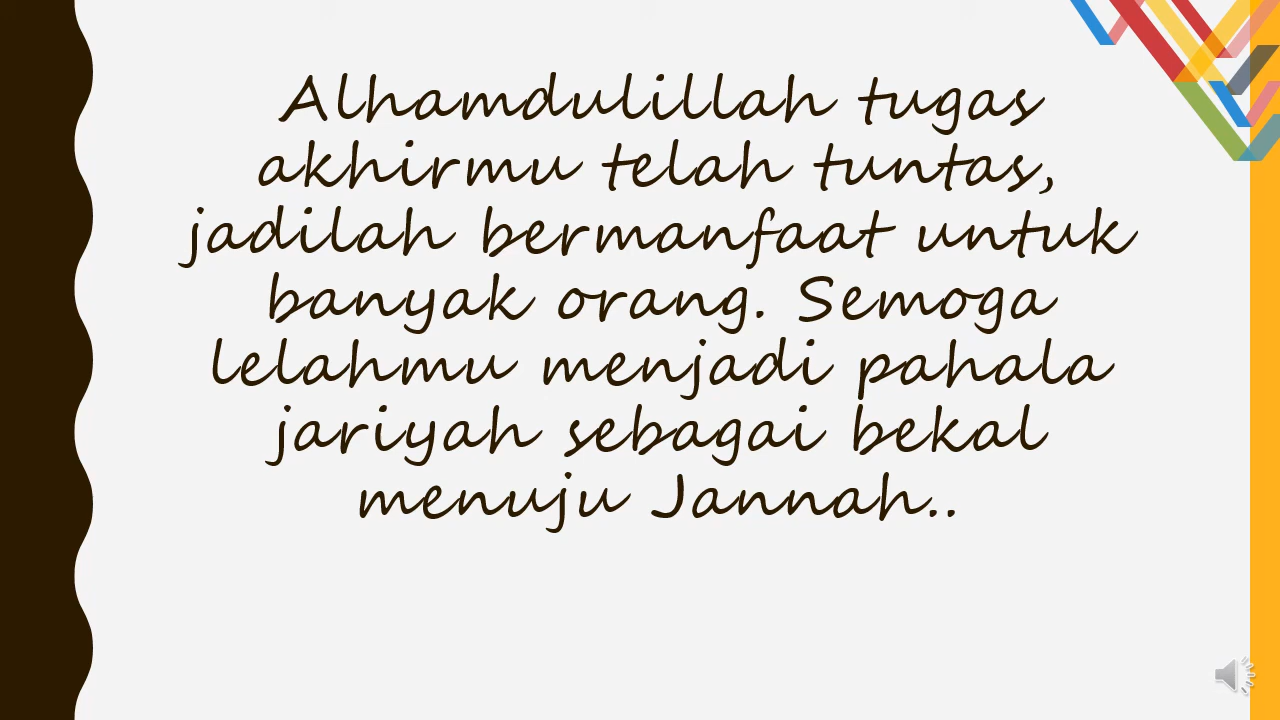 Alhamdulillah tugas
akhirmu telah tuntas,
jadilah bermanfaat untuk
banyak orang. Semoga
lelahmu menjadi pahala
jariyah sebagai bekal
menuju Jannah..